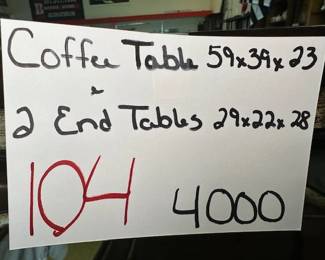 Coffee Table 59x39x23
&
2 End Tables 29x22x28
104 4000